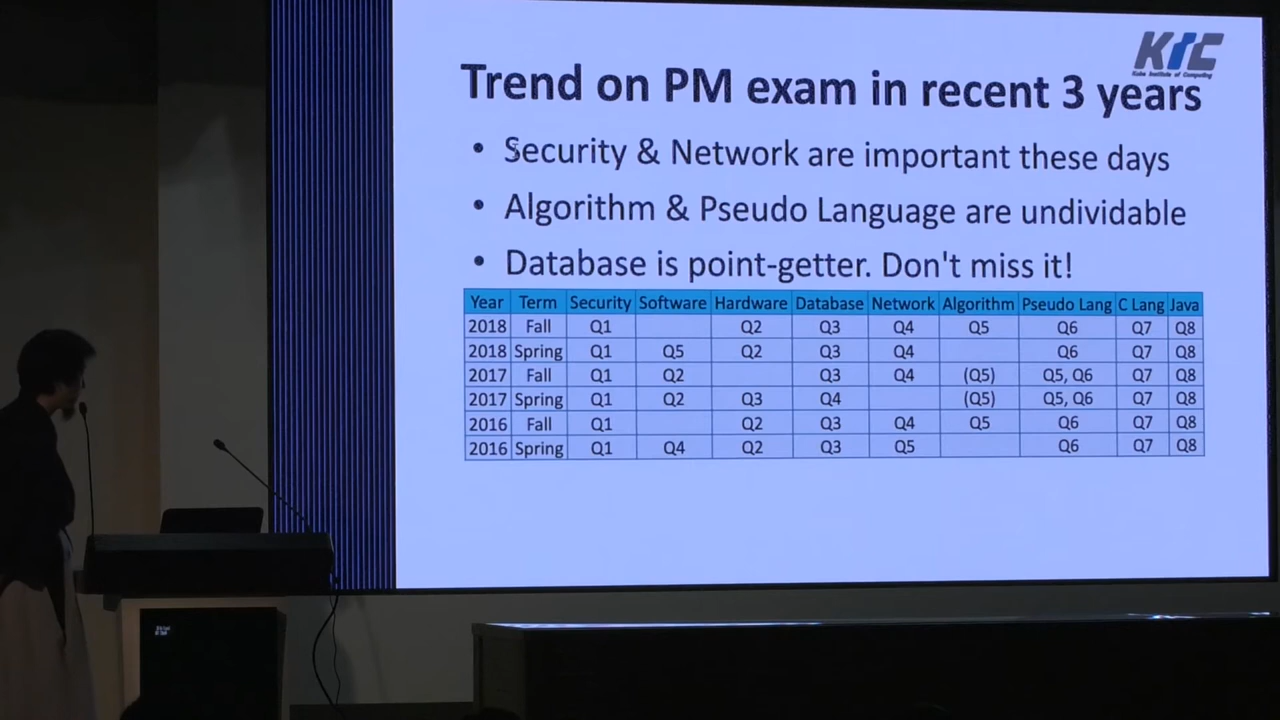 KIC
Kobe Institute of Computing
Trend on PM exam in recent 3 years
• Security & Network are important these days
• Algorithm & Pseudo Language are undividable
• Database is point-getter. Don't miss it!
Year Term Security Software Hardware Database Network Algorithm Pseudo Lang C Lang Java
2018 Fall Q1 Q2 Q3 Q4 Q5 Q6 Q7 Q8
2018 Spring Q1 Q5 Q2 Q3 Q4 Q6 Q7 Q8
2017 Fall Q1 Q2 Q3 Q4 (Q5) Q5, Q6 Q7 Q8
2017 Spring Q1 Q2 Q3 Q4 (Q5) Q5, Q6 Q7 Q8
2016 Fall Q1 Q2 Q3 Q4 Q5 Q6 Q7 Q8
2016 Spring Q1 Q4 Q2 Q3 Q5 Q6 Q7 Q8